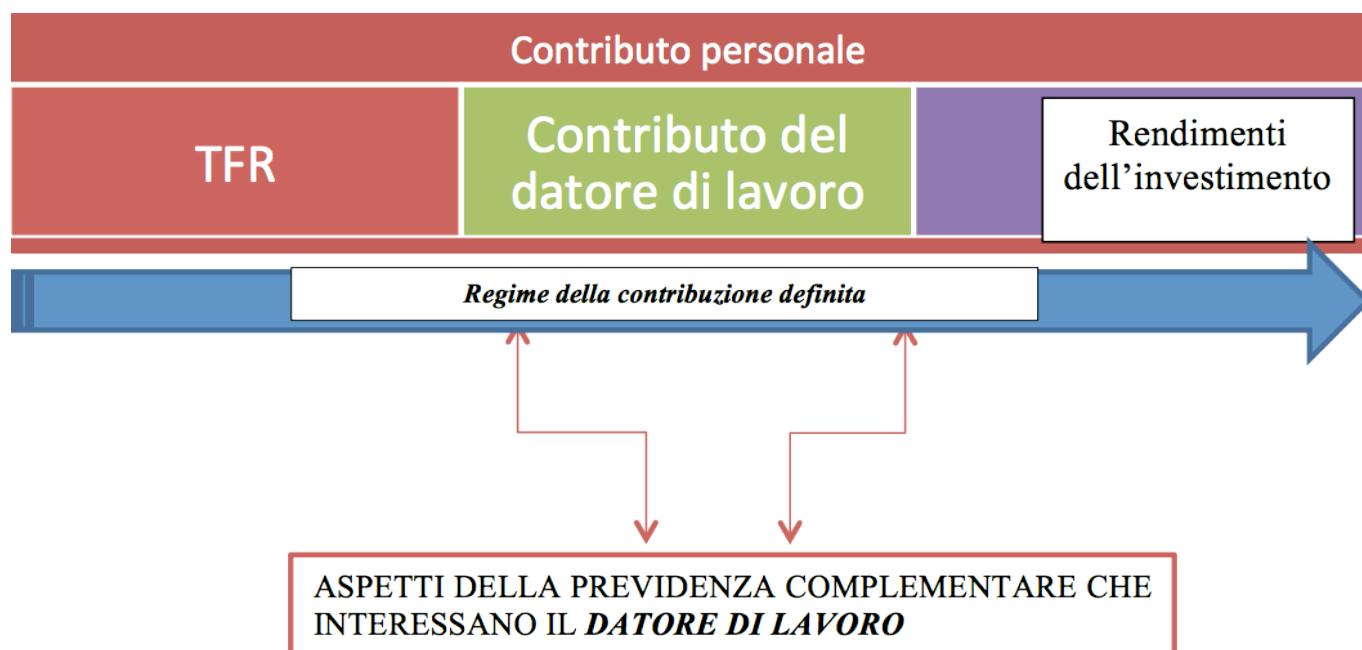 Contributo personale
TFR
Contributo del
datore di lavoro
Rendimenti
dell’investimento
Regime della contribuzione definita
ASPETTI DELLA PREVIDENZA COMPLEMENTARE CHE
INTERESSANO IL DATORE DI LAVORO